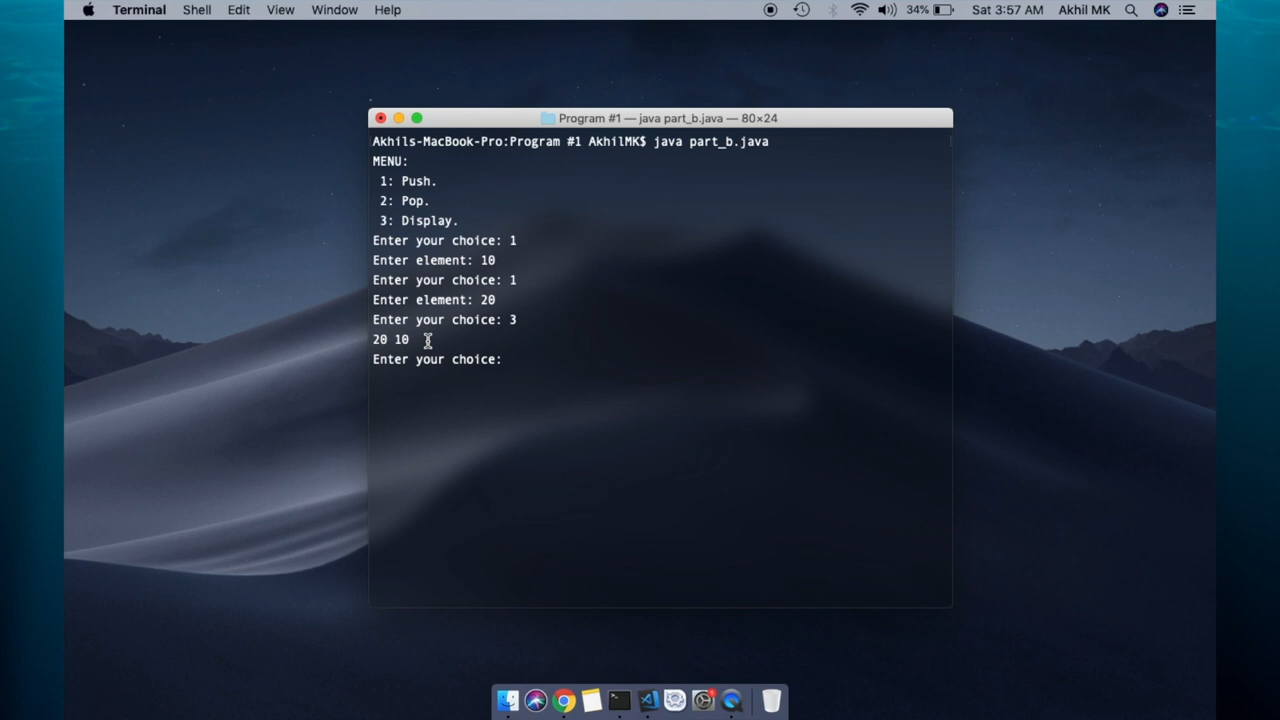 Terminal Shell Edit View Window Help 34% Sat 3:57 AM Akhil MK
Program #1 — java part_b.java — 80×24
Akhils-MacBook-Pro:Program #1 AkhilMK$ java part_b.java
MENU:
1: Push.
2: Pop.
3: Display.
Enter your choice: 1
Enter element: 10
Enter your choice: 1
Enter element: 20
Enter your choice: 3
20 10
Enter your choice: